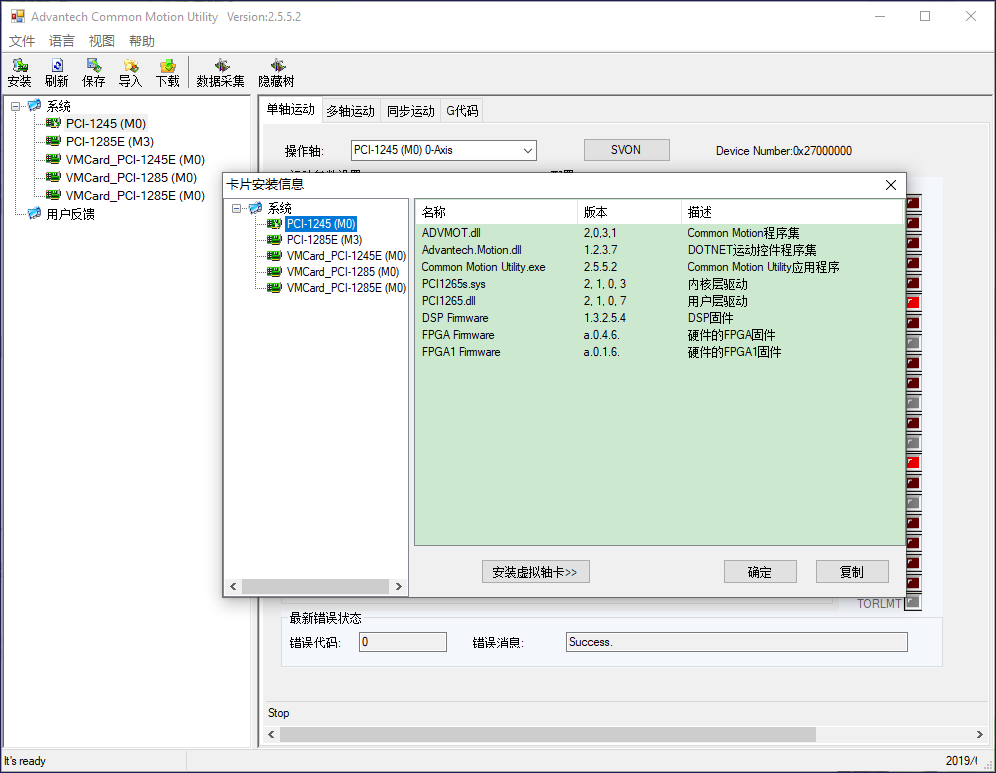 Advantech Common Motion Utility Version:2.5.5.2
文件 语言 视图 帮助
安装 刷新 保存 导入 下载 数据采集 隐藏树
系统
PCI-1245 (M0)
PCI-1285E (M3)
VMCard_PCI-1245E (M0)
VMCard_PCI-1285 (M0)
VMCard_PCI-1285E (M0)
用户反馈
单轴运动 多轴运动 同步运动 G代码
操作轴: PCI-1245 (M0) 0-Axis SVON Device Number:0x27000000
卡片安装信息
系统
PCI-1245 (M0)
PCI-1285E (M3)
VMCard_PCI-1245E (M0)
VMCard_PCI-1285 (M0)
VMCard_PCI-1285E (M0)
名称 版本 描述
ADVMOT.dll 2,0,3,1 Common Motion程序集
Advantech.Motion.dll 1.2.3.7 DOTNET运动控件程序集
Common Motion Utility.exe 2.5.5.2 Common Motion Utility应用程序
PCI1265s.sys 2, 1, 0, 3 内核层驱动
PCI1265.dll 2, 1, 0, 7 用户层驱动
DSP Firmware 1.3.2.5.4 DSP固件
FPGA Firmware a.0.4.6. 硬件的FPGA固件
FPGA1 Firmware a.0.1.6. 硬件的FPGA1固件
安装虚拟轴卡>> 确定 复制
TORLMT
最新错误状态
错误代码: 0 错误消息: Success.
Stop
It's ready 2019/